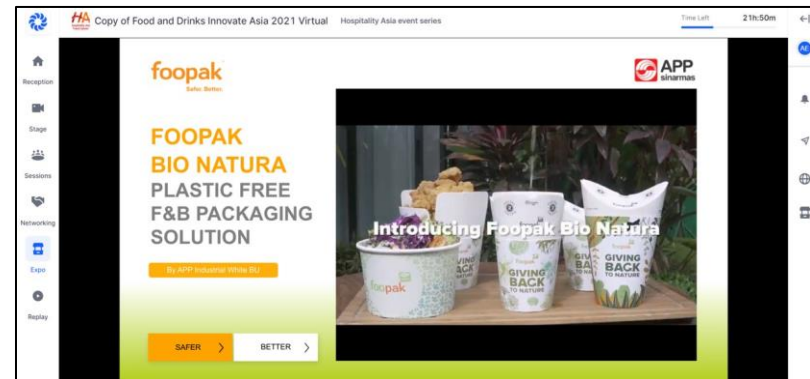 Copy of Food and Drinks Innovate Asia 2021 Virtual
Hospitality Asia event series
Time Left
21h:50m
HA
AE
Reception
Stage
Sessions
Networking
Expo
Replay
foopak
Safer. Better.
APP
sinarmas
FOOPAK
BIO NATURA
PLASTIC FREE
F&B PACKAGING
SOLUTION
By APP Industrial White BU
SAFER
BETTER
Introducing Foopak Bio Natura
foopak
GIVING
BACK
TO NATURE
GIVING
BACK
TO NATURE